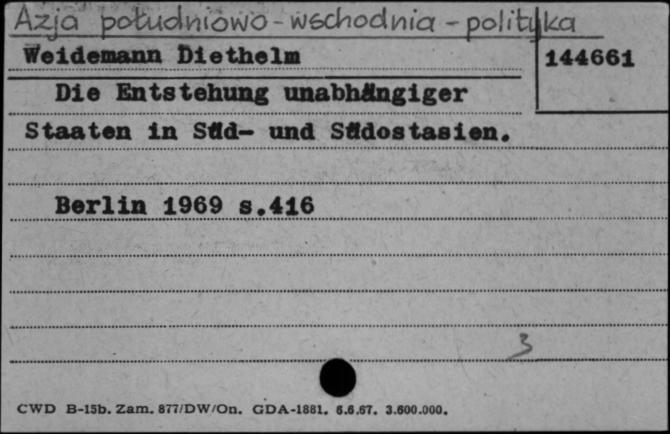 Azja południowo-wschodnia - polityka
Weidemann Diethelm
144661
Die Entstehung unabhängiger
Staaten in Süd- und Südostasien.
Berlin 1969 s.416
3
CWD B-15b. Zam. 877/DW/On. GDA-1881. 6.6.67. 3.600.000.